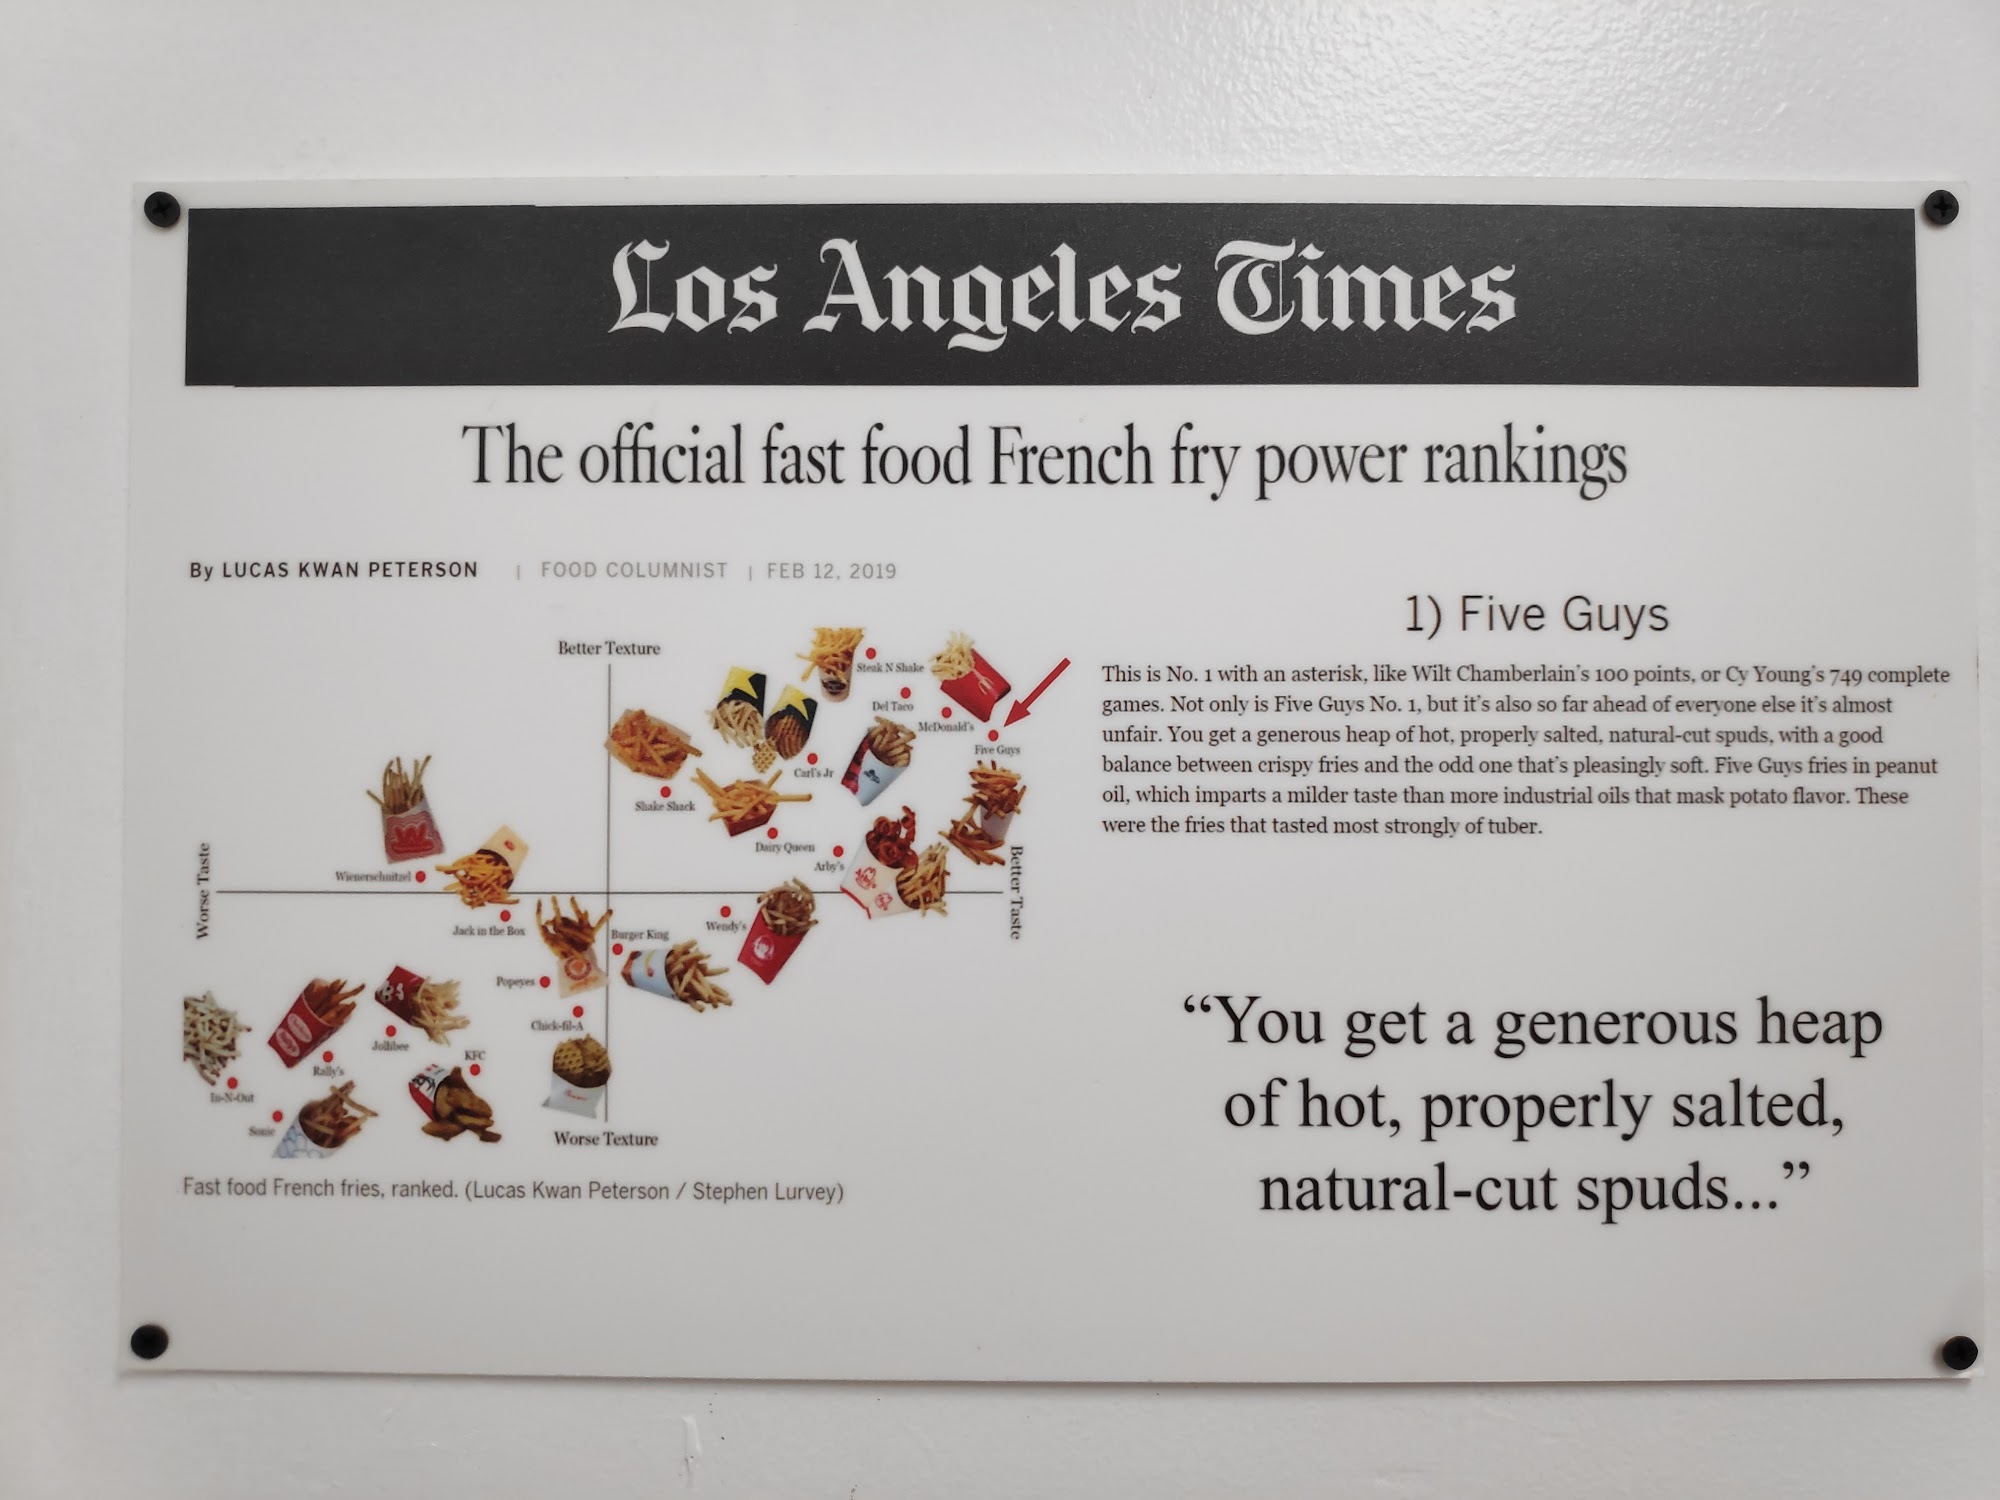 Los Angeles Times
The official fast food French fry power rankings
By LUCAS KWAN PETERSON | FOOD COLUMNIST | FEB 12, 2019
Better Texture
Steak N Shake
Del Taco
McDonald's
Five Guys
Carl's Jr
Shake Shack
Dairy Queen
Arby's
Wienerschnitzel
Worse Taste
Better Taste
Jack in the Box
Burger King
Wendy's
Popeyes
Chick-fil-A
Jollibee
KFC
Rally's
In-N-Out
Sonic
Worse Texture
Fast food French fries, ranked. (Lucas Kwan Peterson / Stephen Lurvey)
1) Five Guys
This is No. 1 with an asterisk, like Wilt Chamberlain's 100 points, or Cy Young's 749 complete
games. Not only is Five Guys No. 1, but it's also so far ahead of everyone else it's almost
unfair. You get a generous heap of hot, properly salted, natural-cut spuds, with a good
balance between crispy fries and the odd one that's pleasingly soft. Five Guys fries in peanut
oil, which imparts a milder taste than more industrial oils that mask potato flavor. These
were the fries that tasted most strongly of tuber.
“You get a generous heap
of hot, properly salted,
natural-cut spuds...”